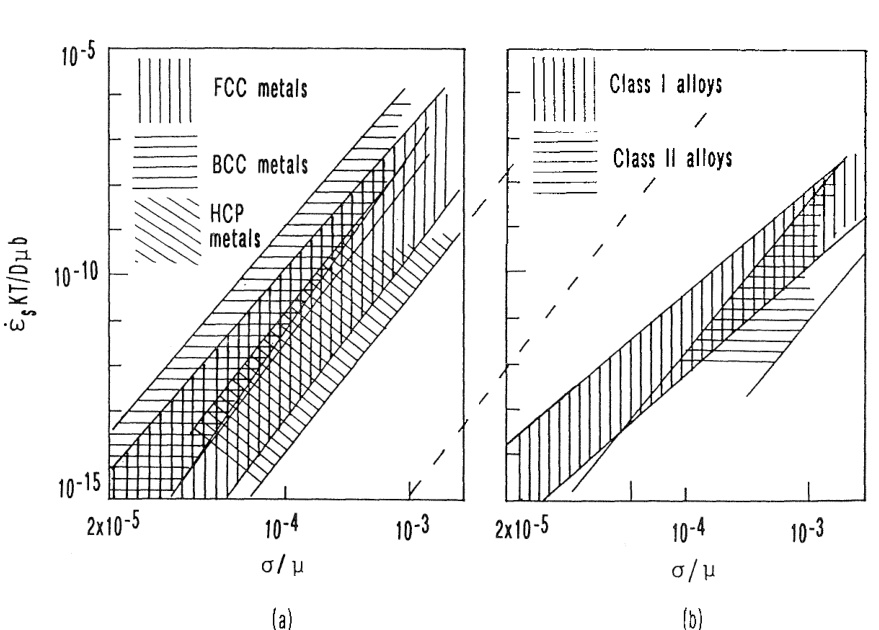 10⁻⁵
FCC metals
BCC metals
HCP
metals
10⁻¹⁰
10⁻¹⁵
ε̇ₛKT/Dμb
2x10⁻⁵
10⁻⁴
10⁻³
σ/μ
(a)
Class I alloys
Class II alloys
2x10⁻⁵
10⁻⁴
10⁻³
σ/μ
(b)